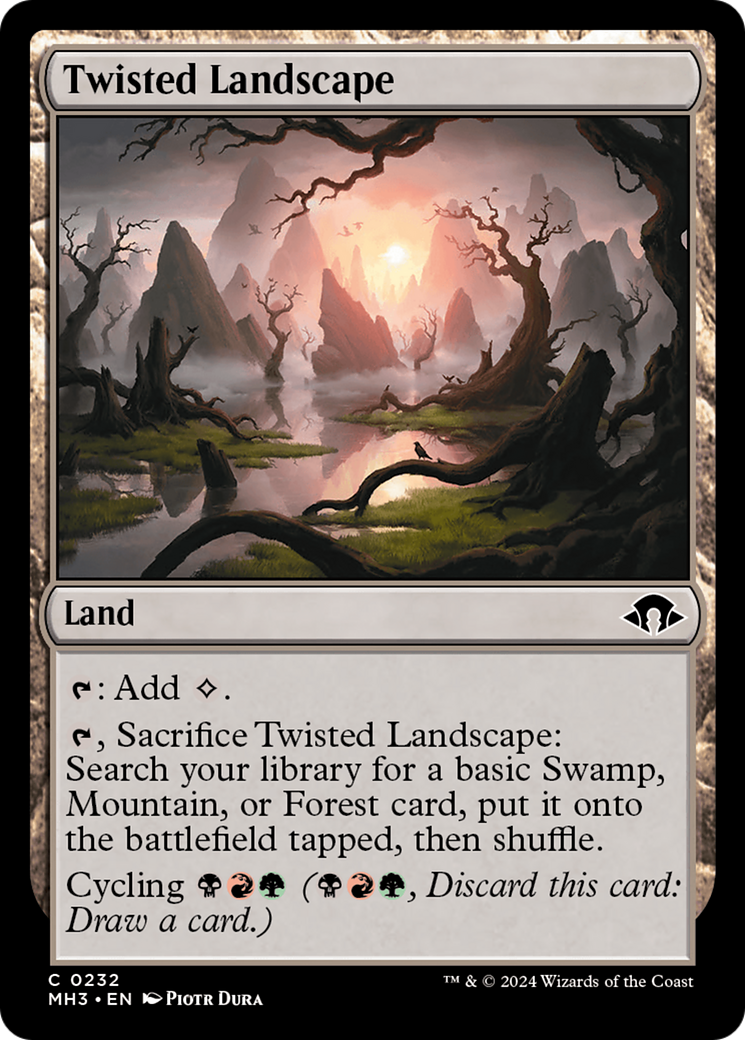 Twisted Landscape
Land
: Add .
, Sacrifice Twisted Landscape:
Search your library for a basic Swamp,
Mountain, or Forest card, put it onto
the battlefield tapped, then shuffle.
Cycling (, Discard this card:
Draw a card.)
C 0232
MH3 • EN Piotr Dura
™ & © 2024 Wizards of the Coast